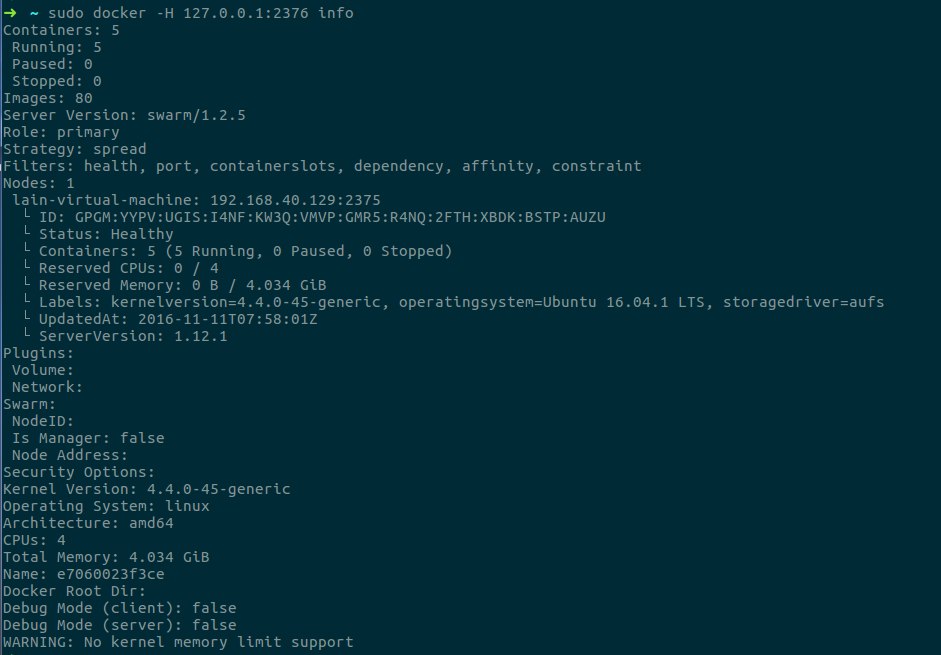 ➜ ~ sudo docker -H 127.0.0.1:2376 info
Containers: 5
 Running: 5
 Paused: 0
 Stopped: 0
Images: 80
Server Version: swarm/1.2.5
Role: primary
Strategy: spread
Filters: health, port, containerslots, dependency, affinity, constraint
Nodes: 1
 lain-virtual-machine: 192.168.40.129:2375
  └ ID: GPGM:YYPV:UGIS:I4NF:KW3Q:VMVP:GMR5:R4NQ:2FTH:XBDK:BSTP:AUZU
  └ Status: Healthy
  └ Containers: 5 (5 Running, 0 Paused, 0 Stopped)
  └ Reserved CPUs: 0 / 4
  └ Reserved Memory: 0 B / 4.034 GiB
  └ Labels: kernelversion=4.4.0-45-generic, operatingsystem=Ubuntu 16.04.1 LTS, storagedriver=aufs
  └ UpdatedAt: 2016-11-11T07:58:01Z
  └ ServerVersion: 1.12.1
Plugins:
 Volume:
 Network:
Swarm:
 NodeID:
 Is Manager: false
 Node Address:
Security Options:
Kernel Version: 4.4.0-45-generic
Operating System: linux
Architecture: amd64
CPUs: 4
Total Memory: 4.034 GiB
Name: e7060023f3ce
Docker Root Dir:
Debug Mode (client): false
Debug Mode (server): false
WARNING: No kernel memory limit support